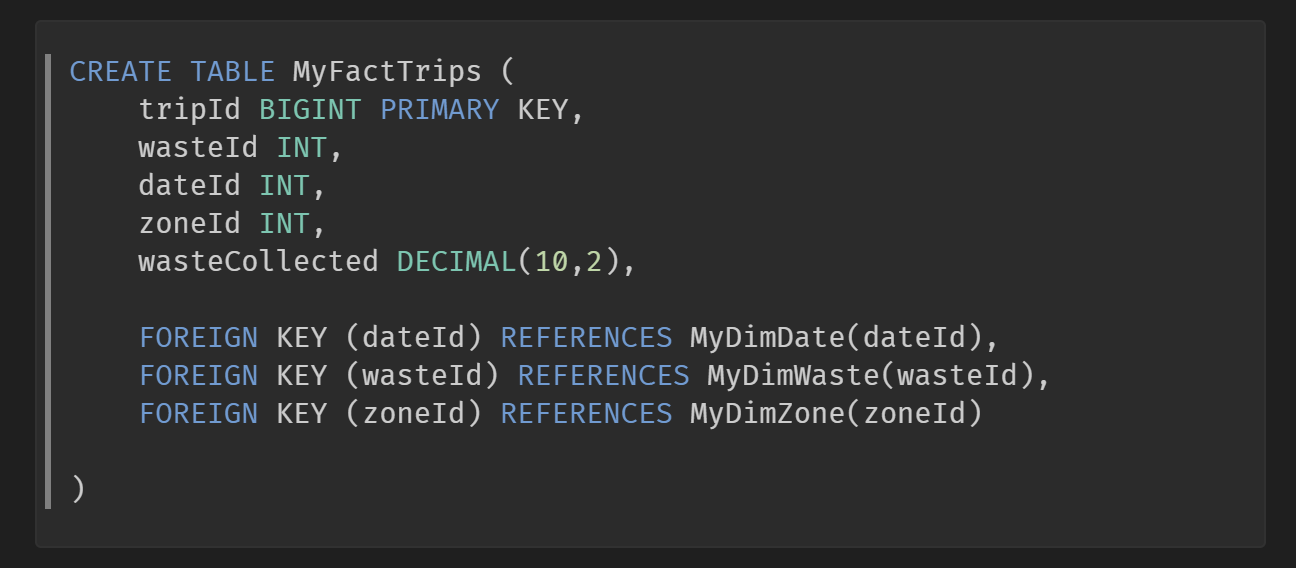 CREATE TABLE MyFactTrips (
    tripId BIGINT PRIMARY KEY,
    wasteId INT,
    dateId INT,
    zoneId INT,
    wasteCollected DECIMAL(10,2),

    FOREIGN KEY (dateId) REFERENCES MyDimDate(dateId),
    FOREIGN KEY (wasteId) REFERENCES MyDimWaste(wasteId),
    FOREIGN KEY (zoneId) REFERENCES MyDimZone(zoneId)

)